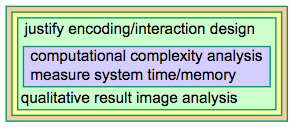 justify encoding/interaction design
computational complexity analysis
measure system time/memory
qualitative result image analysis